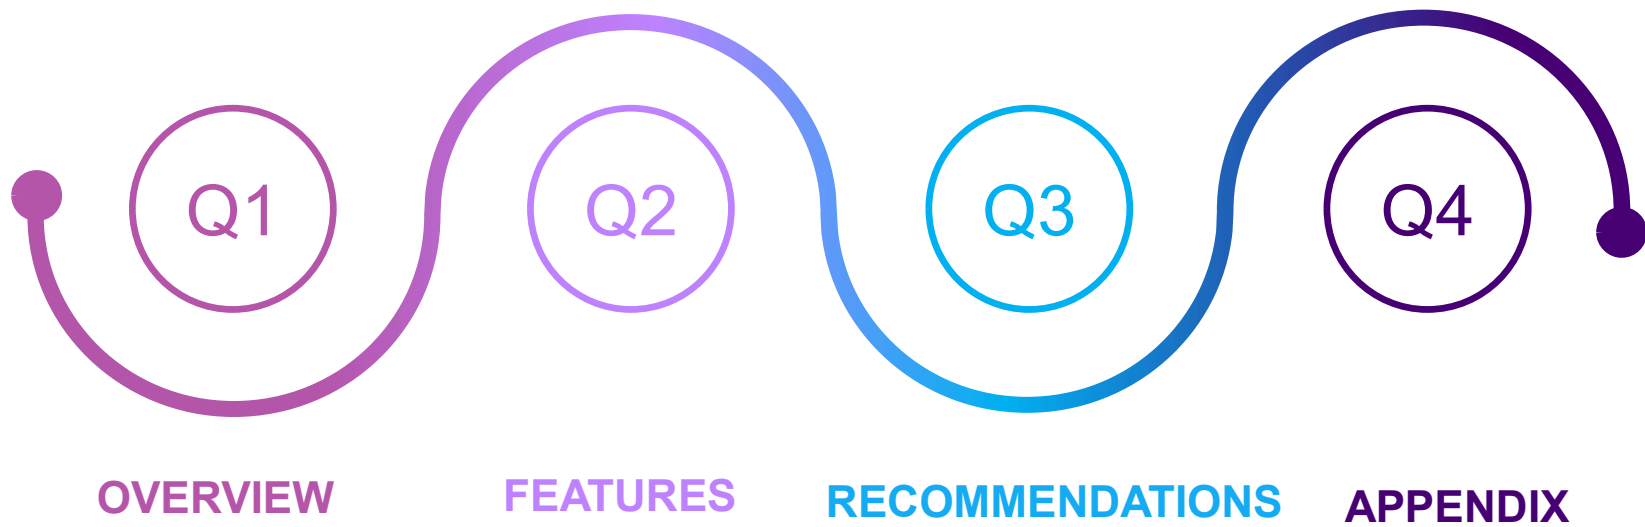 Q1
Q2
Q3
Q4
OVERVIEW
FEATURES
RECOMMENDATIONS
APPENDIX